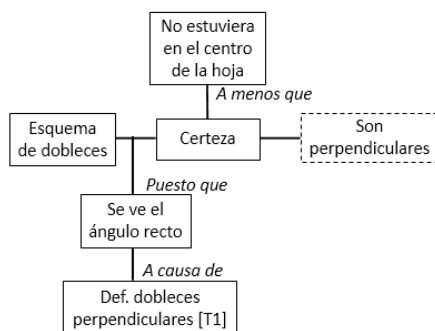 No estuviera
en el centro
de la hoja
A menos que
Esquema
de dobleces
Certeza
Son
perpendiculares
Puesto que
Se ve el
ángulo recto
A causa de
Def. dobleces
perpendiculares [T1]